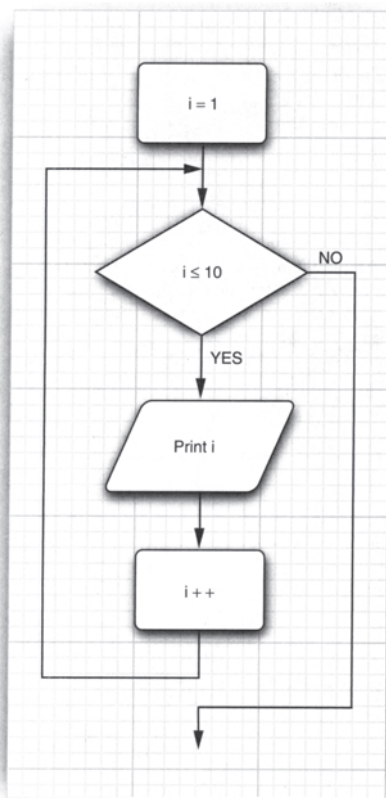 i = 1
i ≤ 10
NO
YES
Print i
i + +